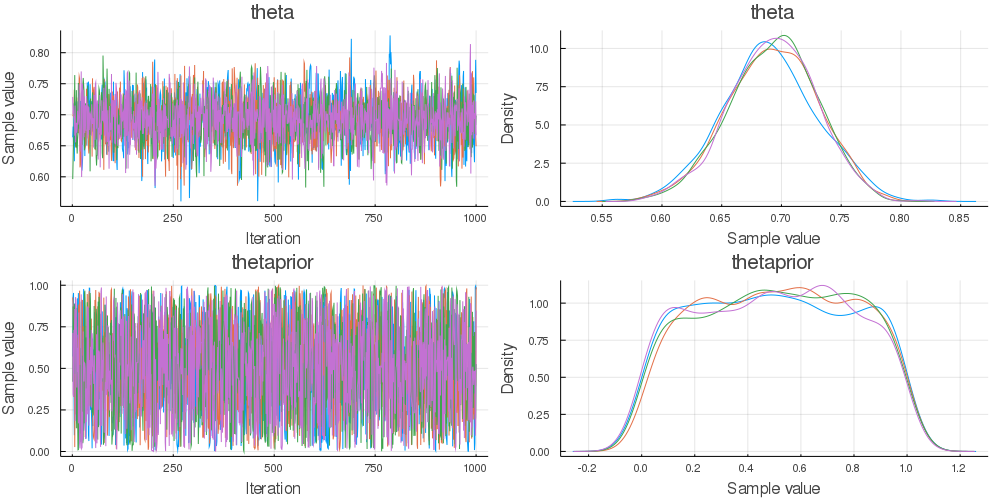 theta
Sample value
0.80
0.75
0.70
0.65
0.60
0 250 500 750 1000
Iteration
theta
Density
10.0
7.5
5.0
2.5
0.0
0.55 0.60 0.65 0.70 0.75 0.80 0.85
Sample value
thetaprior
Sample value
1.00
0.75
0.50
0.25
0.00
0 250 500 750 1000
Iteration
thetaprior
Density
1.00
0.75
0.50
0.25
0.00
-0.2 0.0 0.2 0.4 0.6 0.8 1.0 1.2
Sample value